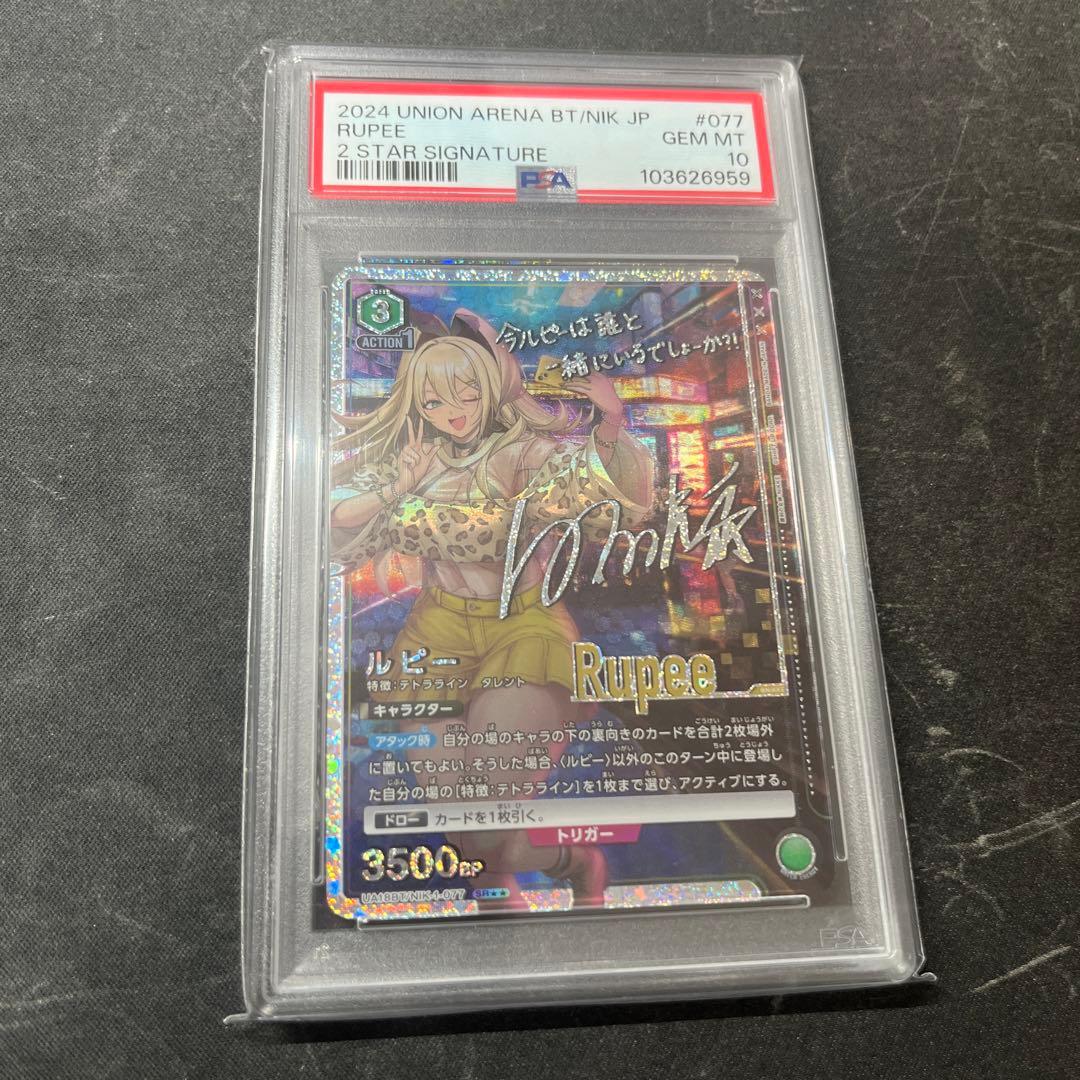 2024 UNION ARENA BT/NIK JP #077
RUPEE GEM MT
2 STAR SIGNATURE 10
PSA 103626959
3
ACTION 1
今ルピーは誰と
一緒にいるでしょーか?!
ルピー
Rupee
特徴：テトラライン タレント
キャラクター
アタック時 自分の場のキャラの下の裏向きのカードを合計2枚場外
に置いてもよい。そうした場合、〈ルピー〉以外のこのターン中に登場し
た自分の場の[特徴：テトラライン]を1枚まで選び、アクティブにする。
ドロー カードを1枚引く。
トリガー
3500BP
UA18BT/NIK-1-077 SR★★
PSA